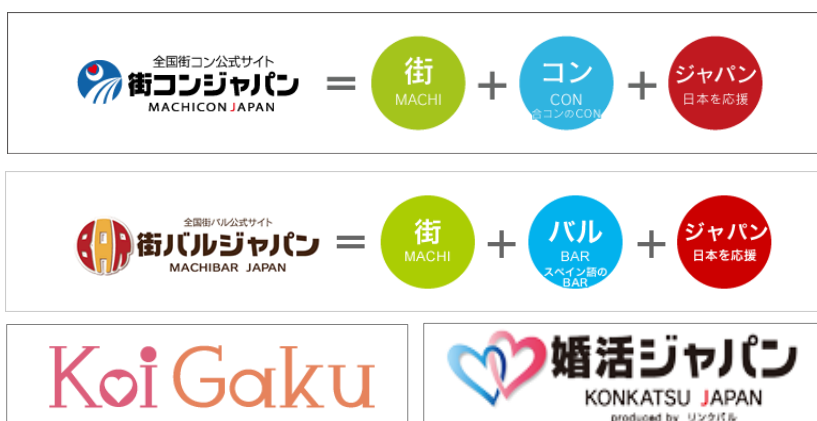 全国街コン公式サイト
街コンジャパン
MACHICON JAPAN
=
街
MACHI
+
コン
CON
合コンのCON
+
ジャパン
日本を応援
全国街バル公式サイト
BAR
街バルジャパン
MACHIBAR JAPAN
=
街
MACHI
+
バル
BAR
スペイン語の
BAR
+
ジャパン
日本を応援
Koi Gaku
婚活ジャパン
KONKATSU JAPAN
produced by リンクバル